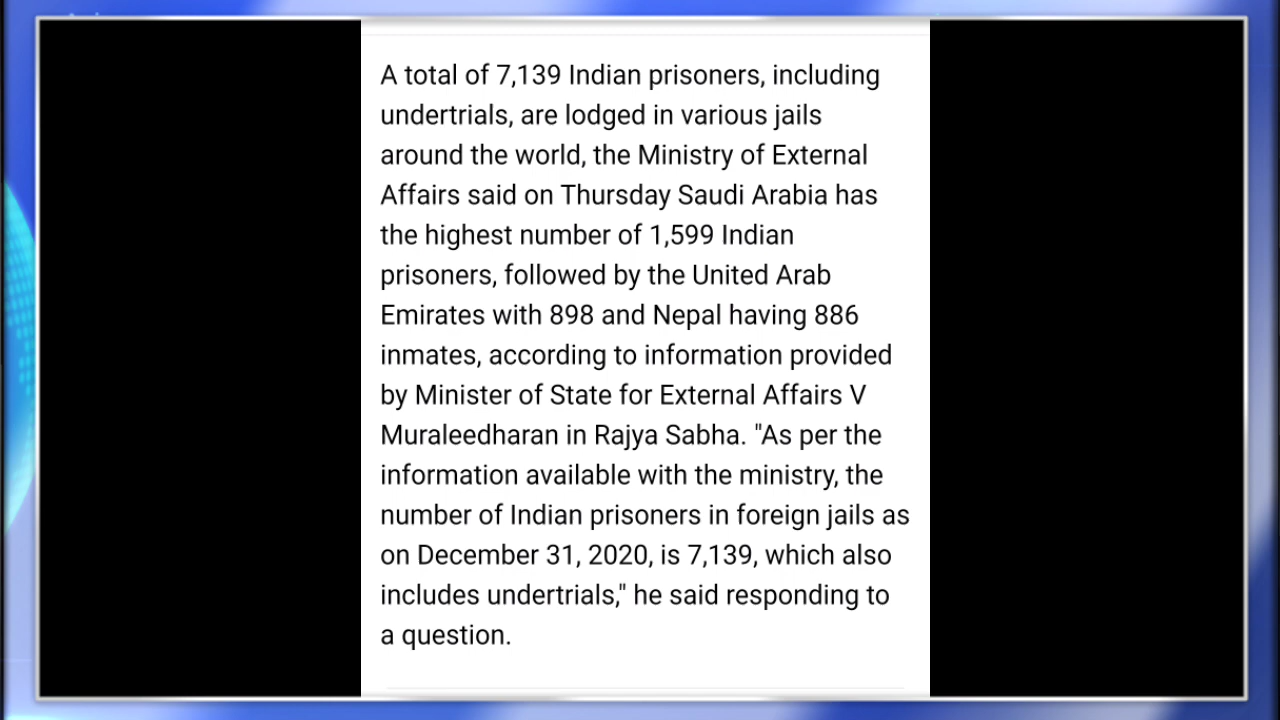 A total of 7,139 Indian prisoners, including
undertrials, are lodged in various jails
around the world, the Ministry of External
Affairs said on Thursday Saudi Arabia has
the highest number of 1,599 Indian
prisoners, followed by the United Arab
Emirates with 898 and Nepal having 886
inmates, according to information provided
by Minister of State for External Affairs V
Muraleedharan in Rajya Sabha. "As per the
information available with the ministry, the
number of Indian prisoners in foreign jails as
on December 31, 2020, is 7,139, which also
includes undertrials," he said responding to
a question.